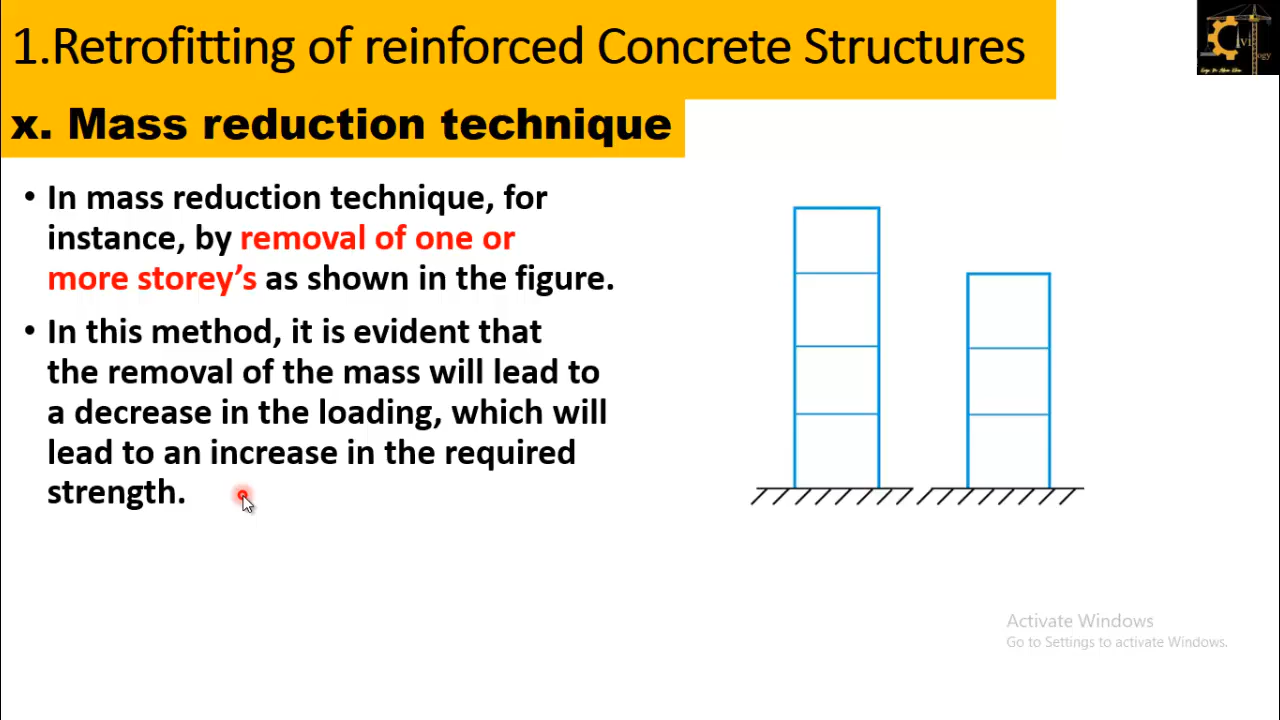 1.Retrofitting of reinforced Concrete Structures
x. Mass reduction technique
• In mass reduction technique, for
instance, by removal of one or
more storey’s as shown in the figure.
• In this method, it is evident that
the removal of the mass will lead to
a decrease in the loading, which will
lead to an increase in the required
strength.
Activate Windows
Go to Settings to activate Windows.